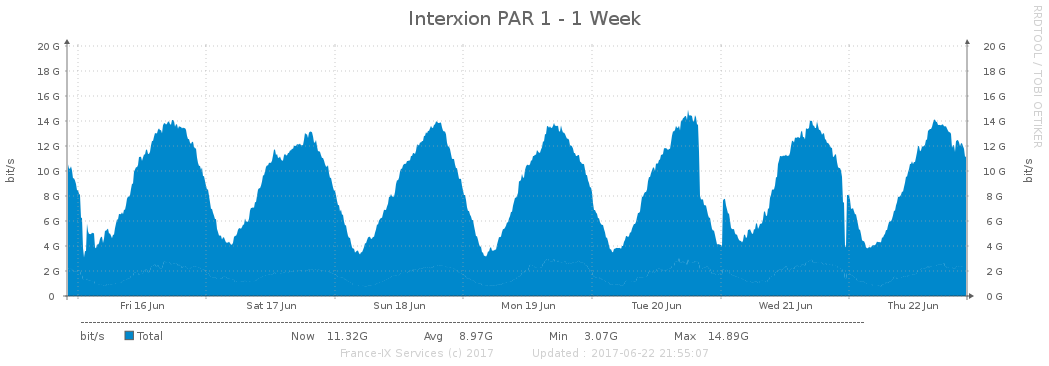 Interxion PAR 1 - 1 Week
RRDTOOL / TOBI OETIKER
20 G 20 G
18 G 18 G
16 G 16 G
14 G 14 G
12 G 12 G
10 G 10 G
8 G 8 G
6 G 6 G
4 G 4 G
2 G 2 G
0 0 G
bit/s
bit/s
Fri 16 Jun Sat 17 Jun Sun 18 Jun Mon 19 Jun Tue 20 Jun Wed 21 Jun Thu 22 Jun
bit/s Total Now 11.32G Avg 8.97G Min 3.07G Max 14.89G
France-IX Services (c) 2017 Updated : 2017-06-22 21:55:07